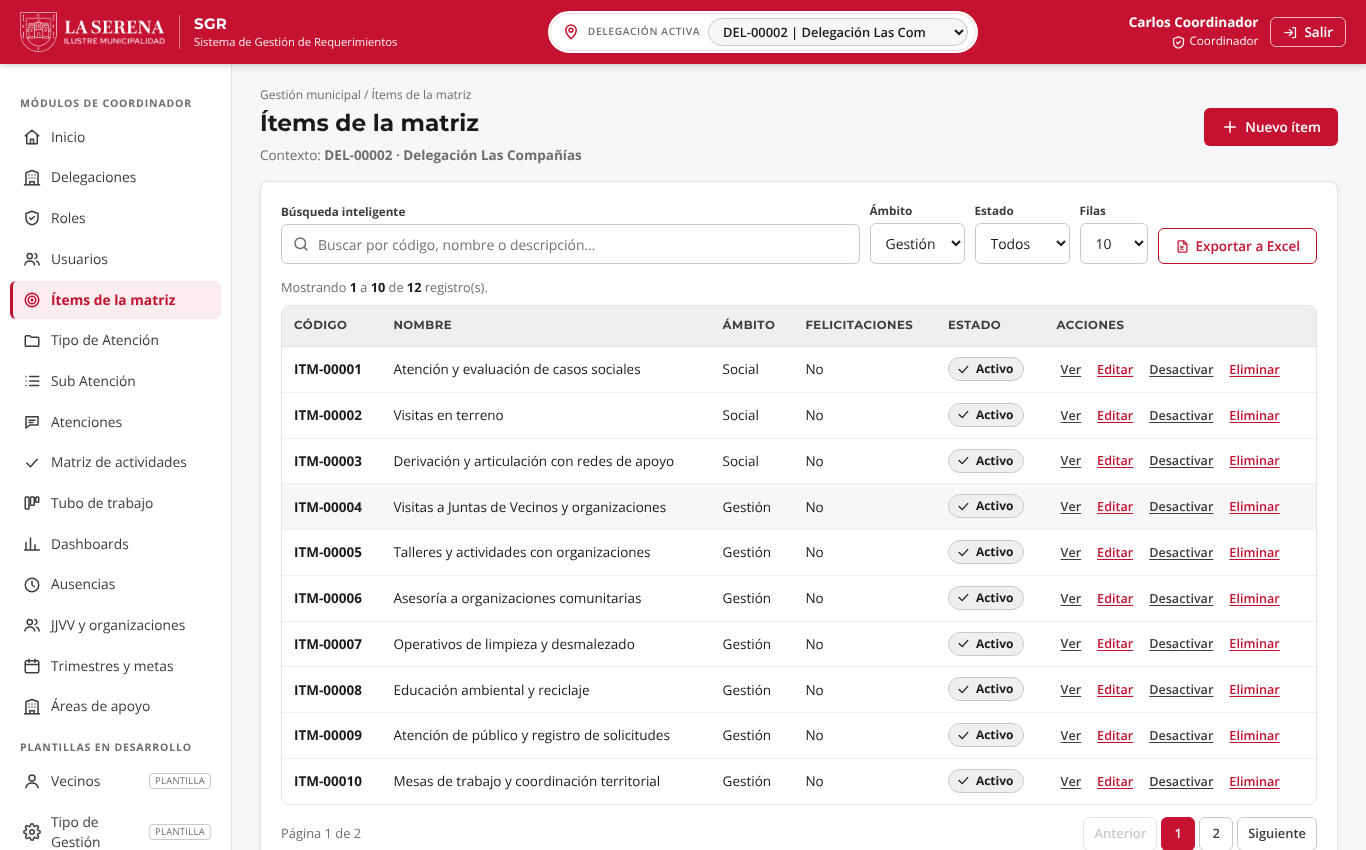 LA SERENA
ILUSTRE MUNICIPALIDAD
SGR
Sistema de Gestión de Requerimientos
DELEGACIÓN ACTIVA
DEL-00002 | Delegación Las Com
Carlos Coordinador
Coordinador
Salir
MÓDULOS DE COORDINADOR
Inicio
Delegaciones
Roles
Usuarios
Ítems de la matriz
Tipo de Atención
Sub Atención
Atenciones
Matriz de actividades
Tubo de trabajo
Dashboards
Ausencias
JJVV y organizaciones
Trimestres y metas
Áreas de apoyo
PLANTILLAS EN DESARROLLO
Vecinos PLANTILLA
Tipo de
Gestión PLANTILLA
Gestión municipal / Ítems de la matriz
Ítems de la matriz
Contexto: DEL-00002 · Delegación Las Compañías
Nuevo ítem
Búsqueda inteligente
Buscar por código, nombre o descripción...
Ámbito
Gestión
Estado
Todos
Filas
10
Exportar a Excel
Mostrando 1 a 10 de 12 registro(s).
CÓDIGO NOMBRE ÁMBITO FELICITACIONES ESTADO ACCIONES
ITM-00001 Atención y evaluación de casos sociales Social No Activo Ver Editar Desactivar Eliminar
ITM-00002 Visitas en terreno Social No Activo Ver Editar Desactivar Eliminar
ITM-00003 Derivación y articulación con redes de apoyo Social No Activo Ver Editar Desactivar Eliminar
ITM-00004 Visitas a Juntas de Vecinos y organizaciones Gestión No Activo Ver Editar Desactivar Eliminar
ITM-00005 Talleres y actividades con organizaciones Gestión No Activo Ver Editar Desactivar Eliminar
ITM-00006 Asesoría a organizaciones comunitarias Gestión No Activo Ver Editar Desactivar Eliminar
ITM-00007 Operativos de limpieza y desmalezado Gestión No Activo Ver Editar Desactivar Eliminar
ITM-00008 Educación ambiental y reciclaje Gestión No Activo Ver Editar Desactivar Eliminar
ITM-00009 Atención de público y registro de solicitudes Gestión No Activo Ver Editar Desactivar Eliminar
ITM-00010 Mesas de trabajo y coordinación territorial Gestión No Activo Ver Editar Desactivar Eliminar
Página 1 de 2
Anterior 1 2 Siguiente